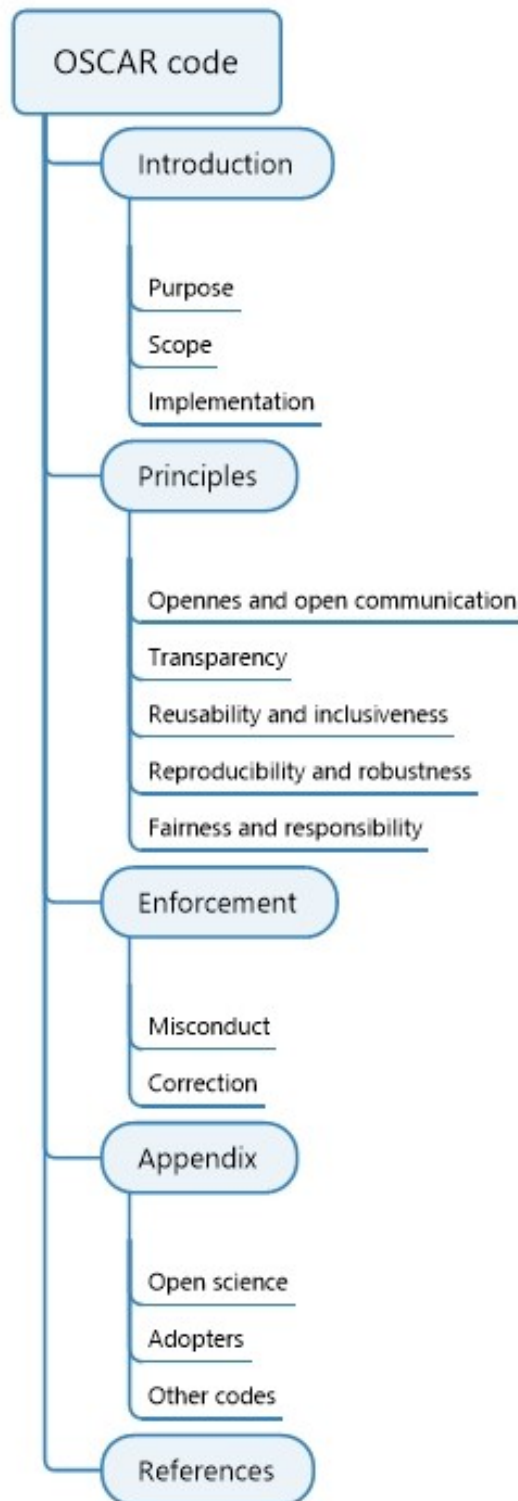 OSCAR code
Introduction
Purpose
Scope
Implementation
Principles
Opennes and open communication
Transparency
Reusability and inclusiveness
Reproducibility and robustness
Fairness and responsibility
Enforcement
Misconduct
Correction
Appendix
Open science
Adopters
Other codes
References